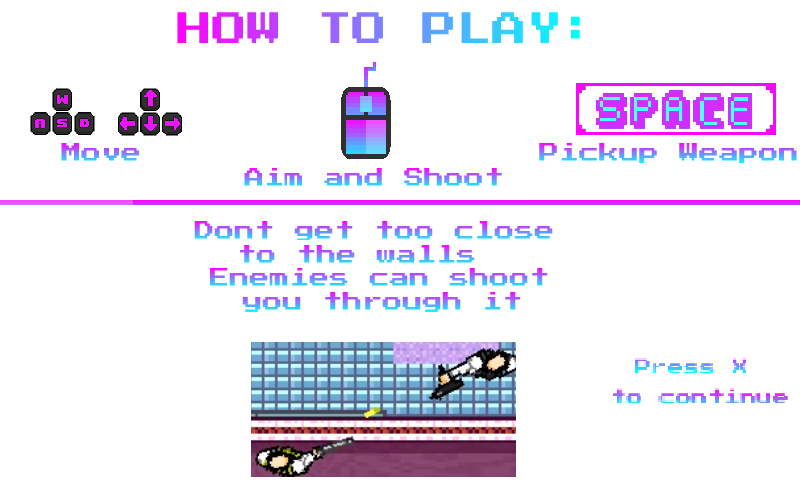 HOW TO PLAY:
W
A S D
SPACE
Move
Aim and Shoot
Pickup Weapon
Dont get too close
to the walls
Enemies can shoot
you through it
Press X
to continue